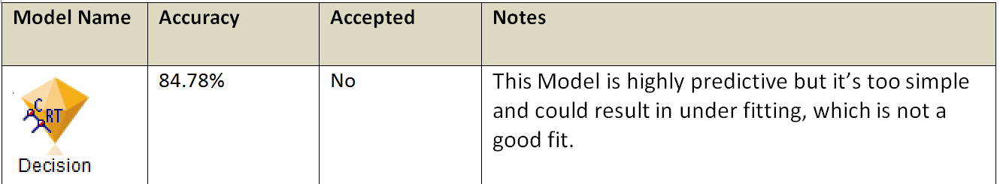 Model Name Accuracy Accepted Notes
84.78% No This Model is highly predictive but it’s too simple
and could result in under fitting, which is not a
good fit.
C
RT
Decision